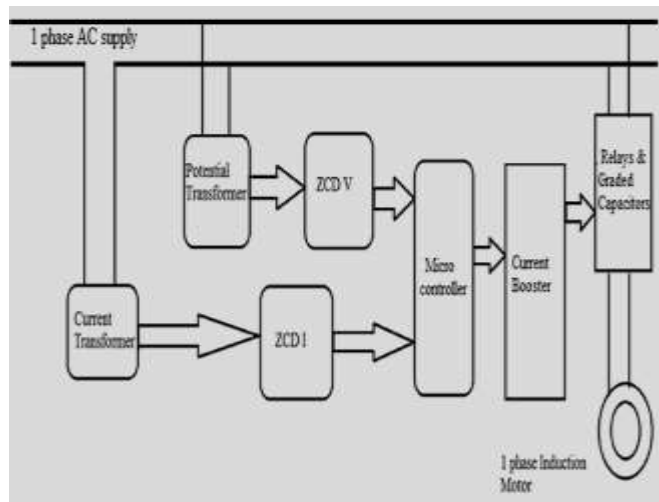 1 phase AC supply
Potential
Transformer
ZCD V
. Relays &
Graded
Capacitors
Micro
controller
Current
Booster
Current
Transformer
ZCD I
1 phase Induction
Motor